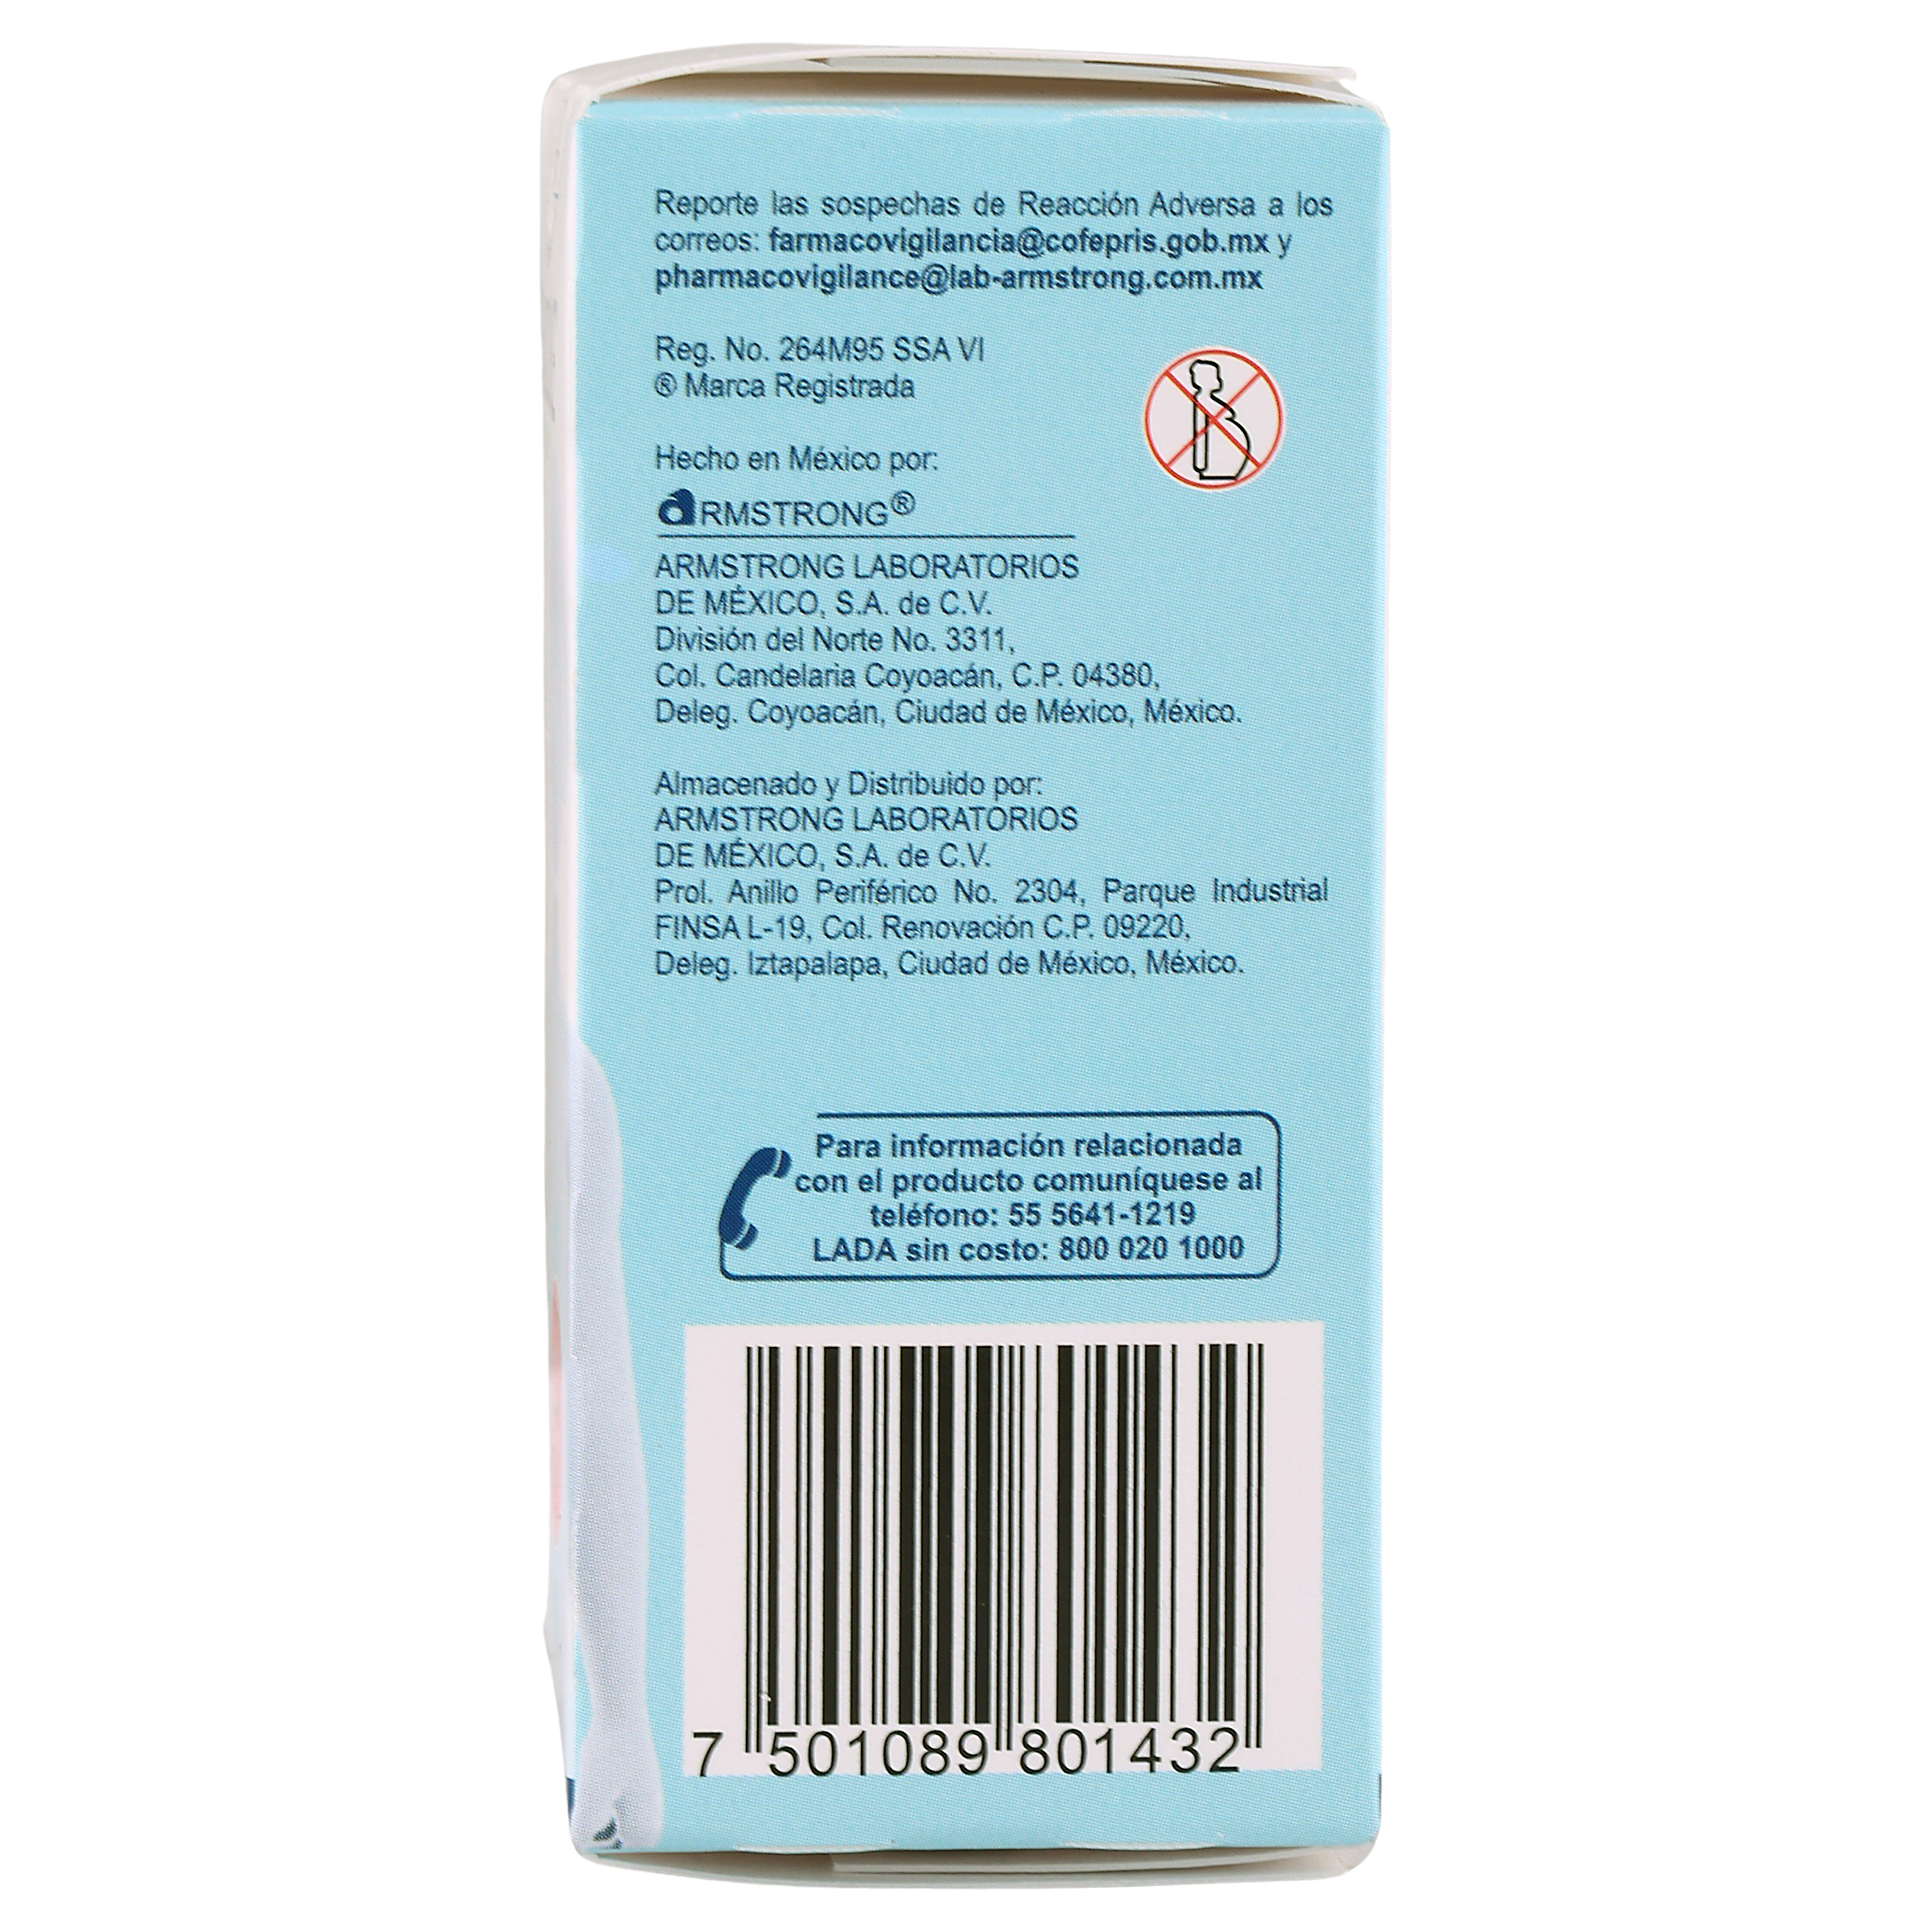 Reporte las sospechas de Reacción Adversa a los
correos: farmacovigilancia@cofepris.gob.mx y
pharmacovigilance@lab-armstrong.com.mx
Reg. No. 264M95 SSA VI
® Marca Registrada
Hecho en México por:
aRMSTRONG®
ARMSTRONG LABORATORIOS
DE MÉXICO, S.A. de C.V.
División del Norte No. 3311,
Col. Candelaria Coyoacán, C.P. 04380,
Deleg. Coyoacán, Ciudad de México, México.
Almacenado y Distribuido por:
ARMSTRONG LABORATORIOS
DE MÉXICO, S.A. de C.V.
Prol. Anillo Periférico No. 2304, Parque Industrial
FINSA L-19, Col. Renovación C.P. 09220,
Deleg. Iztapalapa, Ciudad de México, México.
Para información relacionada
con el producto comuníquese al
teléfono: 55 5641-1219
LADA sin costo: 800 020 1000
7 501089 801432